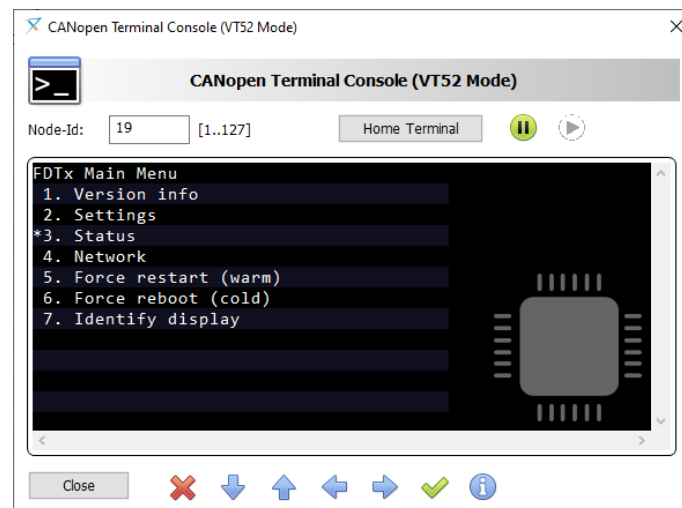 CANopen Terminal Console (VT52 Mode)
CANopen Terminal Console (VT52 Mode)
Node-Id: 19 [1..127] Home Terminal
FDTx Main Menu
1. Version info
2. Settings
*3. Status
4. Network
5. Force restart (warm)
6. Force reboot (cold)
7. Identify display
Close